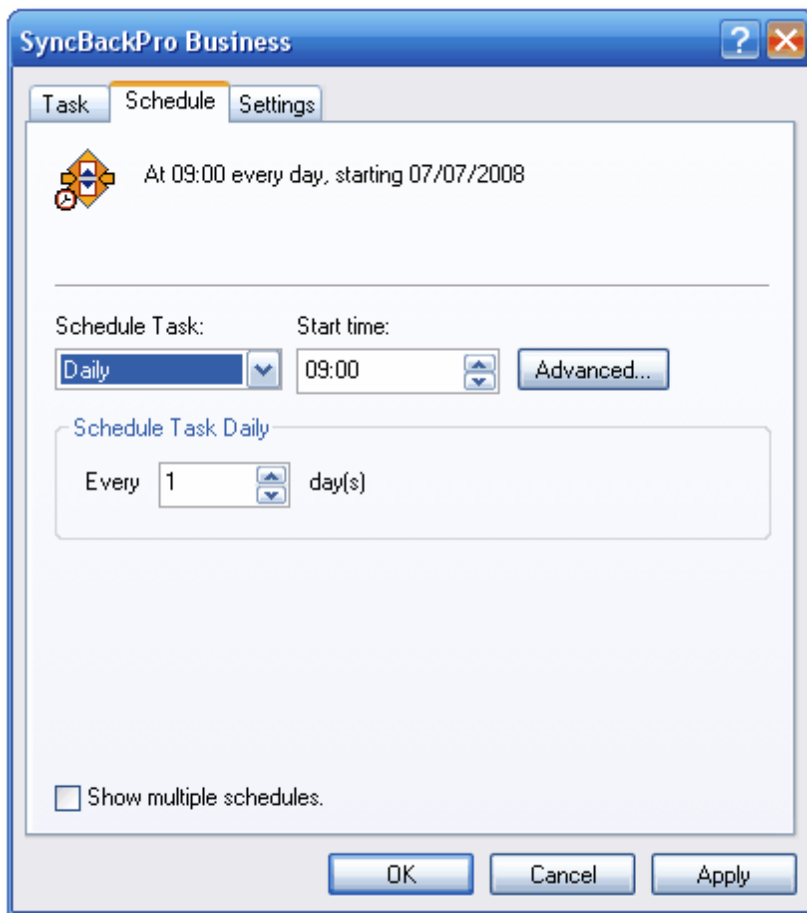 SyncBackPro Business
Task Schedule Settings
At 09:00 every day, starting 07/07/2008
Schedule Task: Start time:
Daily 09:00 Advanced...
Schedule Task Daily
Every 1 day(s)
Show multiple schedules.
OK Cancel Apply